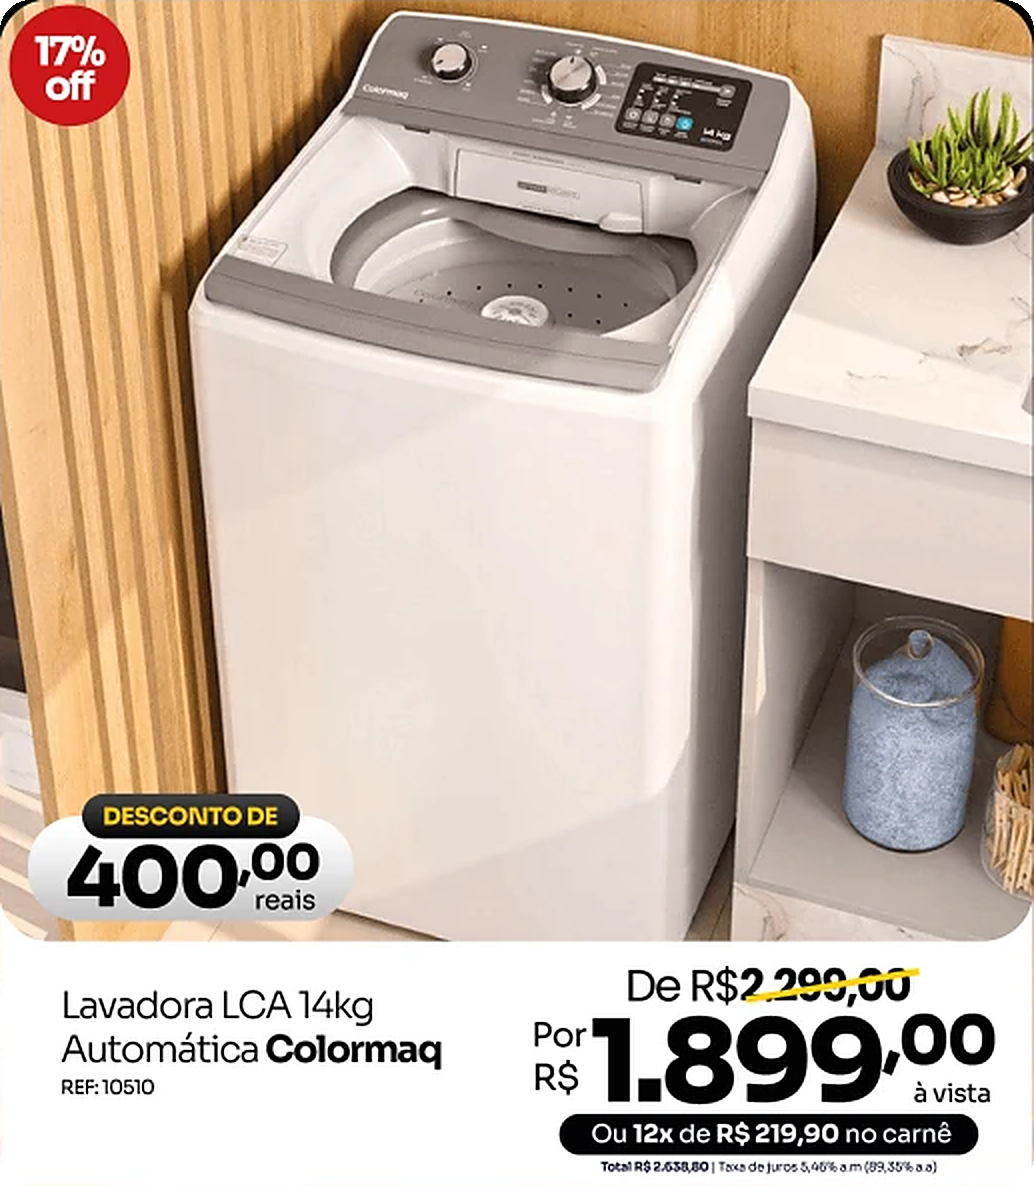 17%
off
Colormaq
14 kg
DESCONTO DE
400,00
reais
Lavadora LCA 14kg
Automática Colormaq
REF: 10510
De R$2.299,00
Por
R$ 1.899,00
à vista
Ou 12x de R$ 219,90 no carnê
Total R$ 2.638,80 | Taxa de juros 5,46% a.m (89,35% a.a)